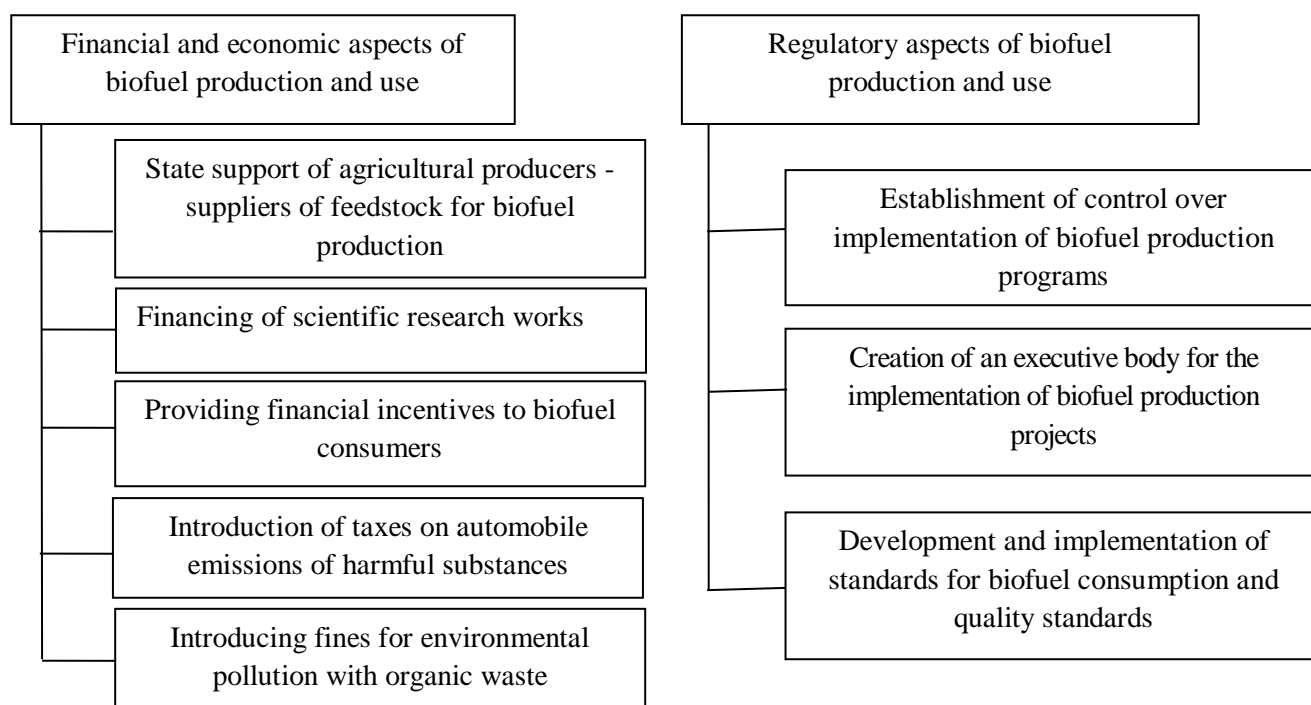 Financial and economic aspects of
biofuel production and use
State support of agricultural producers -
suppliers of feedstock for biofuel
production
Financing of scientific research works
Providing financial incentives to biofuel
consumers
Introduction of taxes on automobile
emissions of harmful substances
Introducing fines for environmental
pollution with organic waste
Regulatory aspects of biofuel
production and use
Establishment of control over
implementation of biofuel production
programs
Creation of an executive body for the
implementation of biofuel production
projects
Development and implementation of
standards for biofuel consumption and
quality standards